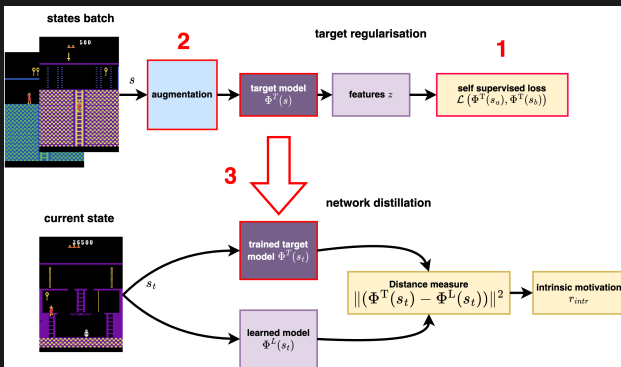 states batch
target regularisation
500
2
1
s
augmentation
target model
Φ^T(s)
features z
self supervised loss
ℒ (Φ^T(s_a), Φ^T(s_b))
3
network distillation
current state
26500
s_t
trained target
model Φ^T(s_t)
Distance measure
‖(Φ^T(s_t) − Φ^L(s_t))‖²
intrinsic motivation
r_intr
learned model
Φ^L(s_t)